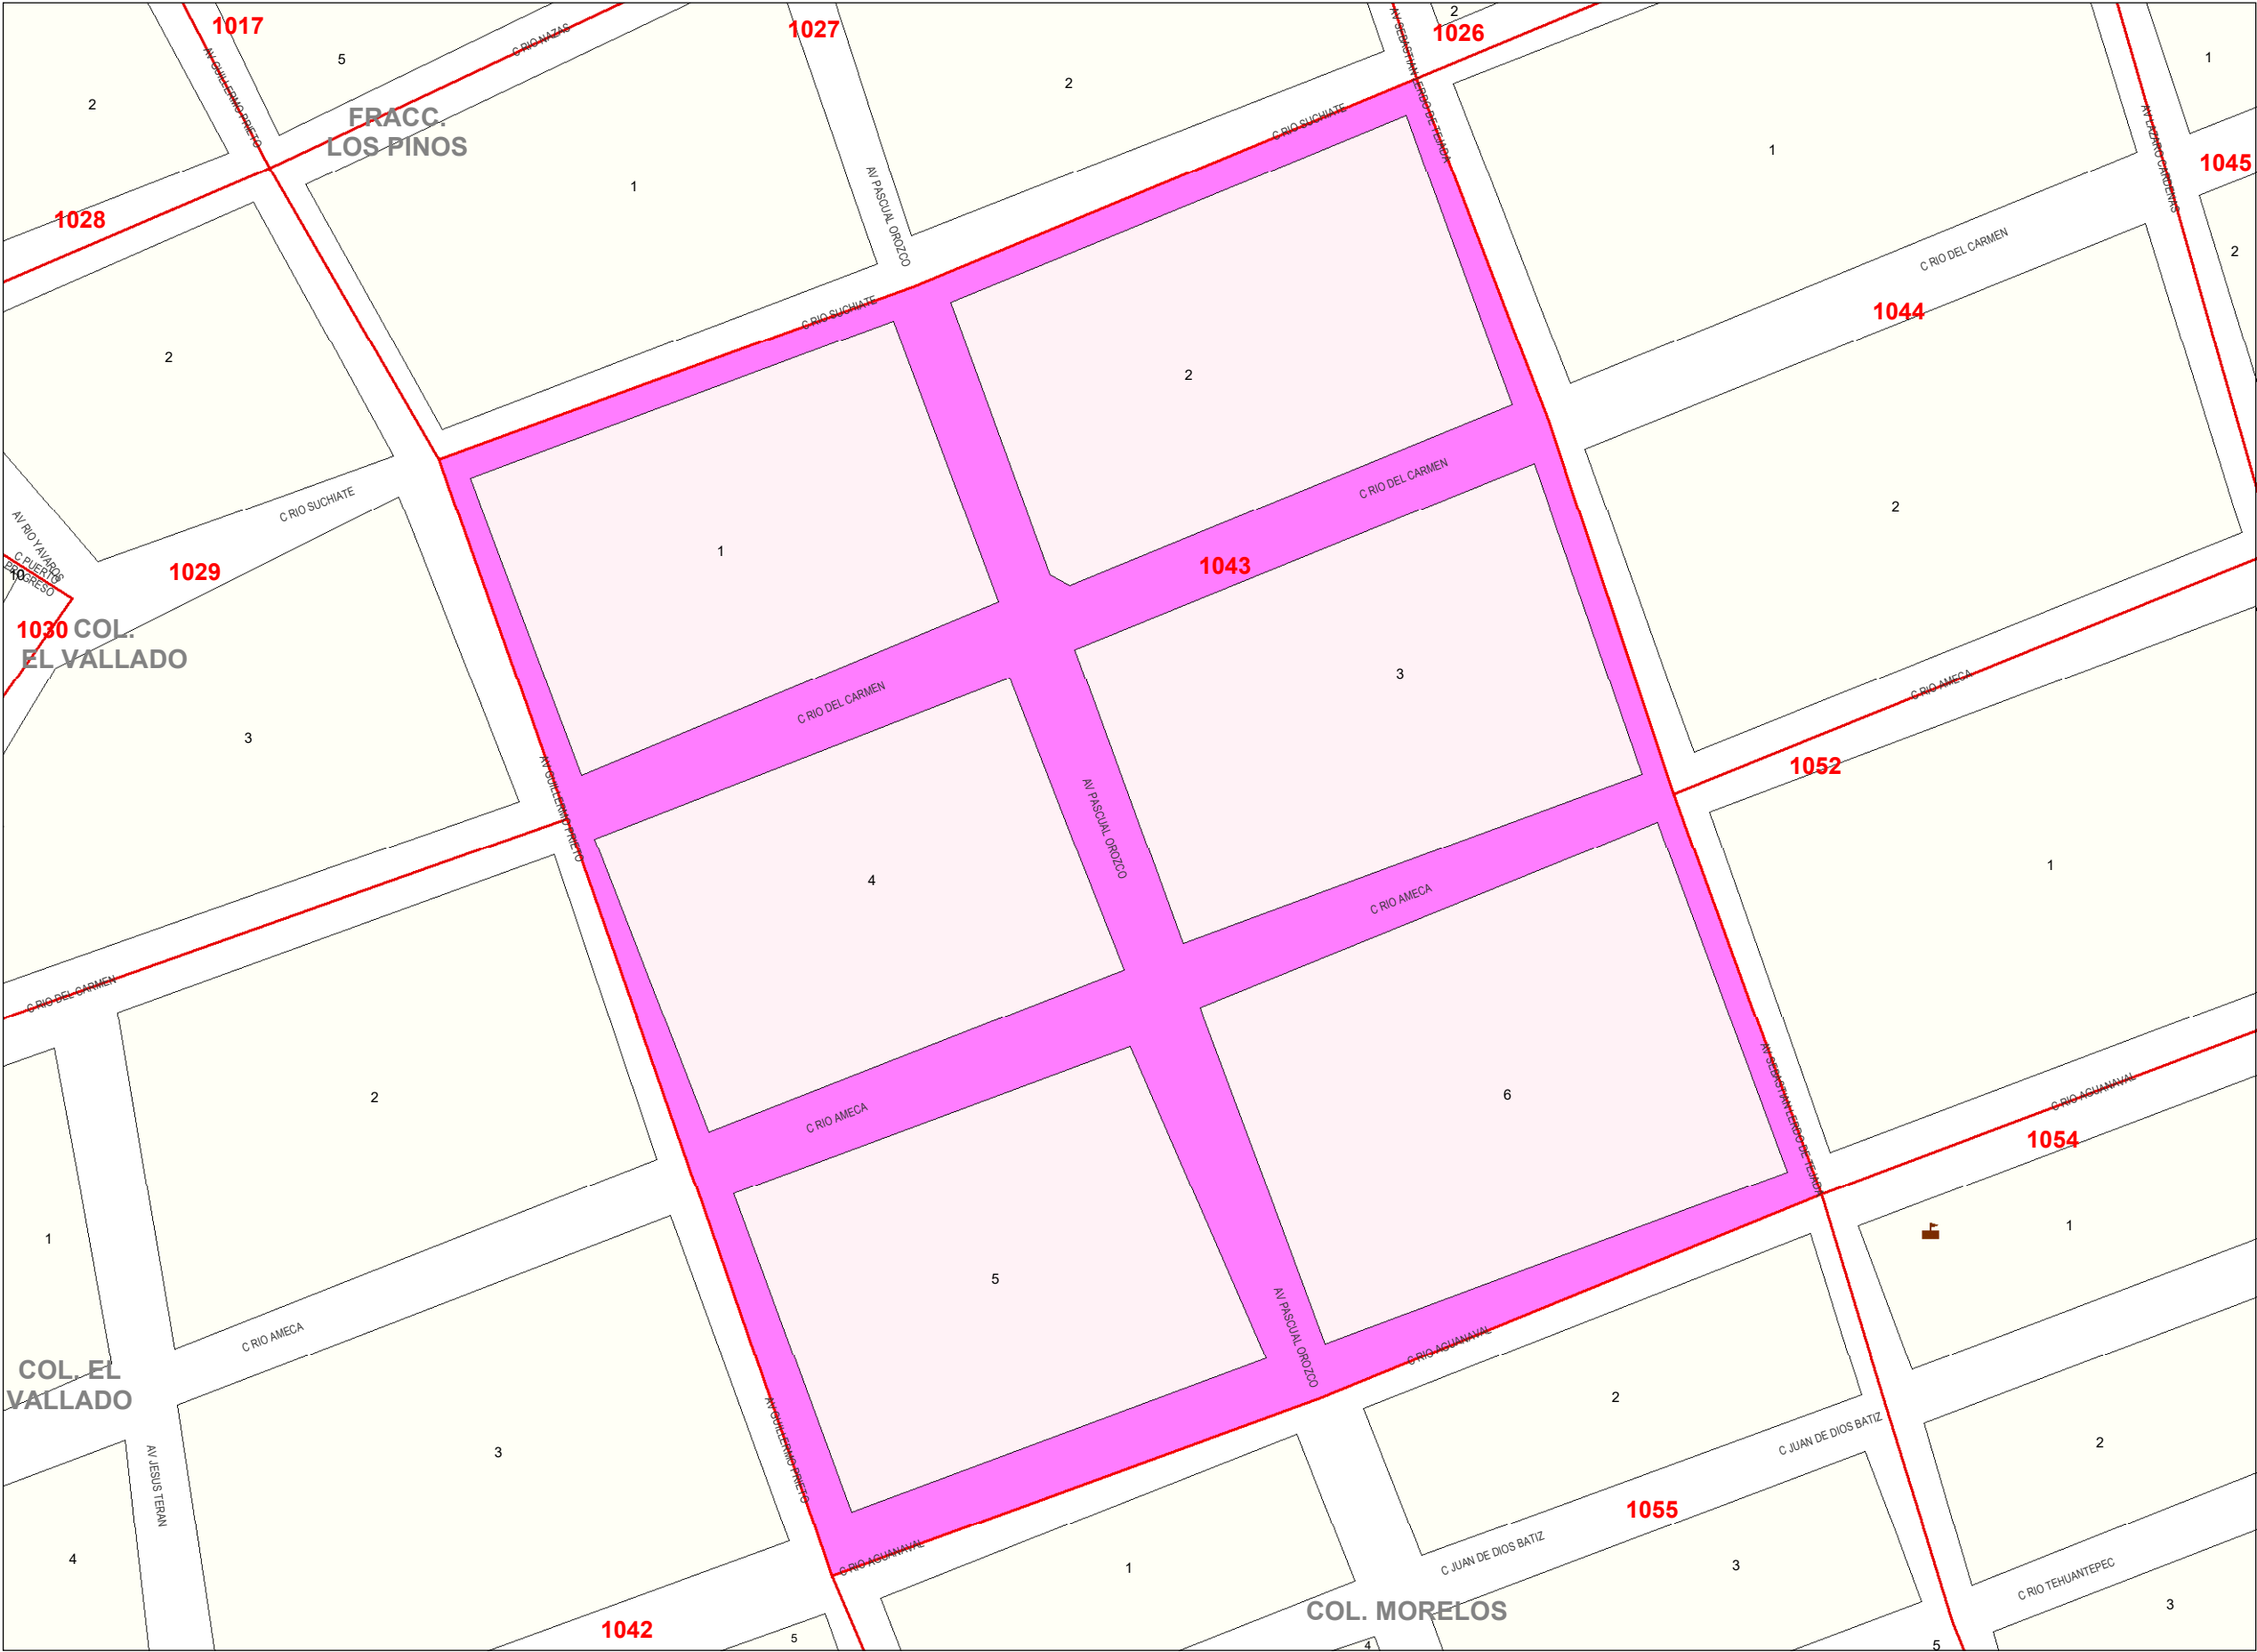 1017
1027
1026
2
5
C RIO NAZAS
AV GUILLERMO PRIETO
AV SEBASTIAN LERDO DE TEJADA
1
2
2
FRACC.
LOS PINOS
C RIO SUCHIATE
AV LAZARO CARDENAS
1
1045
1
AV PASCUAL OROZCO
1028
C RIO DEL CARMEN
2
1044
C RIO SUCHIATE
2
2
C RIO DEL CARMEN
C RIO SUCHIATE
2
AV RIO YAVAROS
C PUERTO
PROGRESO
10
1029
1
1043
1030
COL.
EL VALLADO
3
C RIO AMECA
C RIO DEL CARMEN
3
1052
AV GUILLERMO PRIETO
AV PASCUAL OROZCO
4
1
C RIO AMECA
C RIO DEL CARMEN
2
C RIO AMECA
6
AV SEBASTIAN LERDO DE TEJADA
C RIO AGUANAVAL
1054
1
1
5
C RIO AMECA
AV PASCUAL OROZCO
C RIO AGUANAVAL
COL. EL
VALLADO
2
C JUAN DE DIOS BATIZ
2
3
AV GUILLERMO PRIETO
AV JESUS TERAN
1055
4
C RIO AGUANAVAL
1
C JUAN DE DIOS BATIZ
3
C RIO TEHUANTEPEC
3
COL. MORELOS
1042
5
4
5